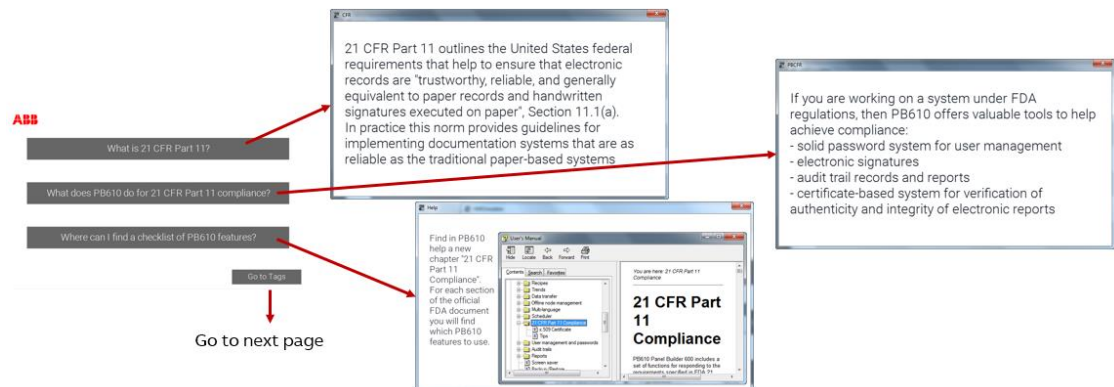 ABB
What is 21 CFR Part 11?
What does PB610 do for 21 CFR Part 11 compliance?
Where can I find a checklist of PB610 features?
Go to Tags
Go to next page
CFR
21 CFR Part 11 outlines the United States federal
requirements that help to ensure that electronic
records are "trustworthy, reliable, and generally
equivalent to paper records and handwritten
signatures executed on paper", Section 11.1(a).
In practice this norm provides guidelines for
implementing documentation systems that are as
reliable as the traditional paper-based systems
PBCFR
If you are working on a system under FDA
regulations, then PB610 offers valuable tools to help
achieve compliance:
- solid password system for user management
- electronic signatures
- audit trail records and reports
- certificate-based system for verification of
authenticity and integrity of electronic reports
Help
Find in PB610
help a new
chapter "21 CFR
Part 11
Compliance":
For each section
of the official
FDA document
you will find
which PB610
features to use.
User's Manual
Hide Locate Back Forward Print
Contents Search Favorites
Recipes
Trends
Data transfer
Offline node management
Multi-language
Scheduler
21 CFR Part 11 Compliance
x.509 Certificate
Tips
User management and passwords
Audit trails
Reports
Screen saver
You are here: 21 CFR Part 11
Compliance
21 CFR Part
11
Compliance
PB610 Panel Builder 600 includes a
set of functions for responding to the
requirements specified in FDA 21